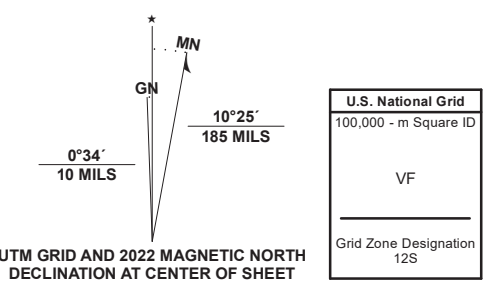 ★
MN
GN
10°25´
185 MILS
0°34´
10 MILS
UTM GRID AND 2022 MAGNETIC NORTH
DECLINATION AT CENTER OF SHEET
U.S. National Grid
100,000 - m Square ID
VF
Grid Zone Designation
12S